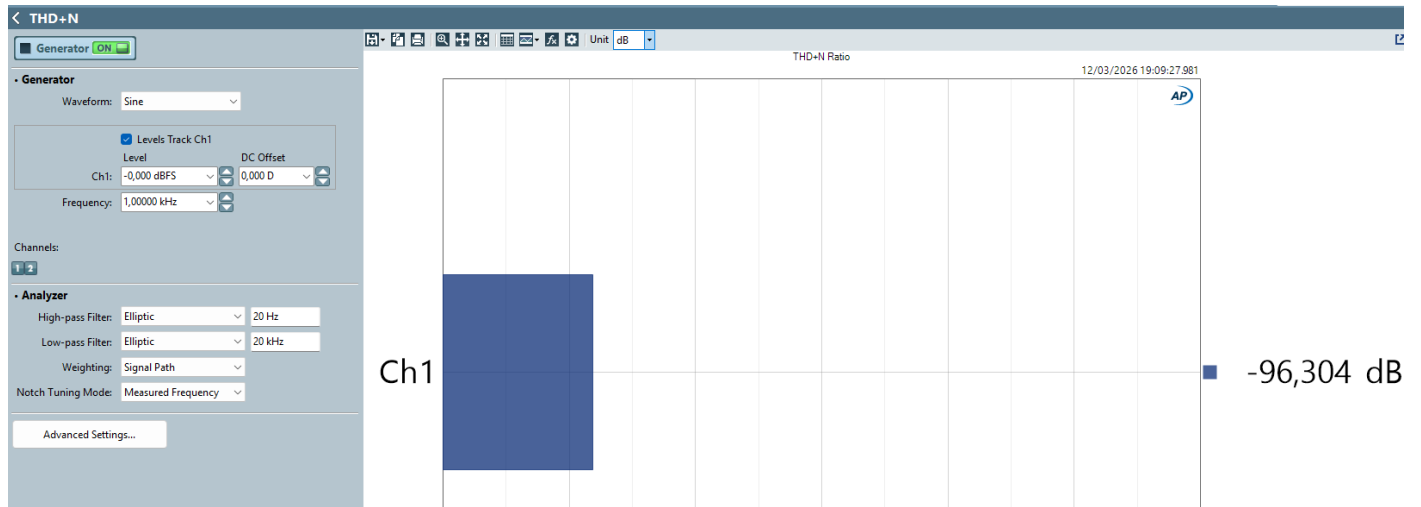 THD+N
Generator ON
Unit dB
THD+N Ratio
12/03/2026 19:09:27.981
AP
• Generator
Waveform: Sine
Levels Track Ch1
Level DC Offset
Ch1: -0,000 dBFS 0,000 D
Frequency: 1,00000 kHz
Channels:
1 2
• Analyzer
High-pass Filter: Elliptic 20 Hz
Low-pass Filter: Elliptic 20 kHz
Weighting: Signal Path
Notch Tuning Mode: Measured Frequency
Advanced Settings...
Ch1
-96,304 dB